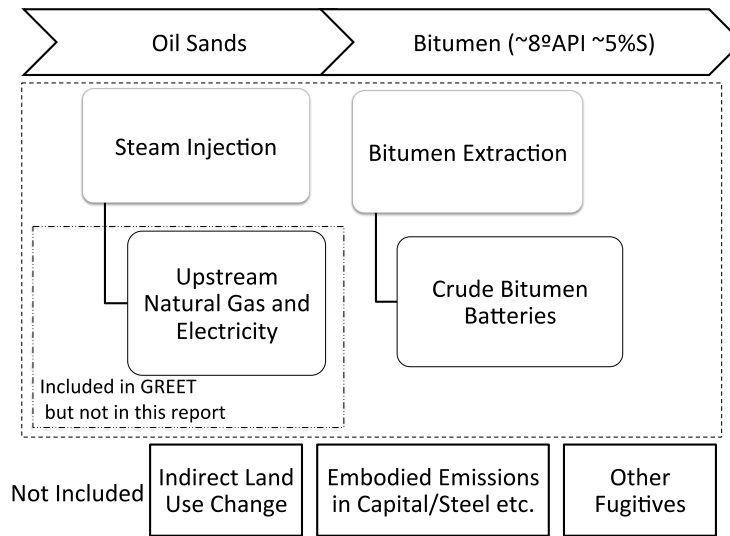 Oil Sands
Bitumen (~8ºAPI ~5%S)
Steam Injection
Bitumen Extraction
Upstream
Natural Gas and
Electricity
Crude Bitumen
Batteries
Included in GREET
but not in this report
Not Included
Indirect Land
Use Change
Embodied Emissions
in Capital/Steel etc.
Other
Fugitives